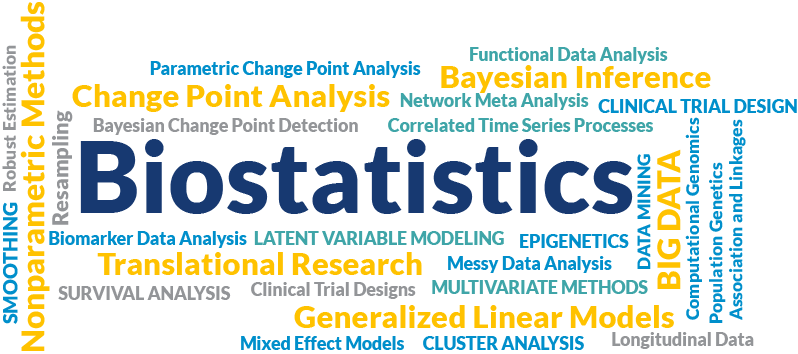 SMOOTHING
Robust Estimation
Nonparametric Methods
Resampling
Functional Data Analysis
Parametric Change Point Analysis
Bayesian Inference
Change Point Analysis
Network Meta Analysis
CLINICAL TRIAL DESIGN
Bayesian Change Point Detection
Correlated Time Series Processes
Biostatistics
DATA MINING
BIG DATA
Computational Genomics
Population Genetics
Association and Linkages
Biomarker Data Analysis
LATENT VARIABLE MODELING
EPIGENETICS
Translational Research
Messy Data Analysis
SURVIVAL ANALYSIS
Clinical Trial Designs
MULTIVARIATE METHODS
Generalized Linear Models
Mixed Effect Models
CLUSTER ANALYSIS
Longitudinal Data